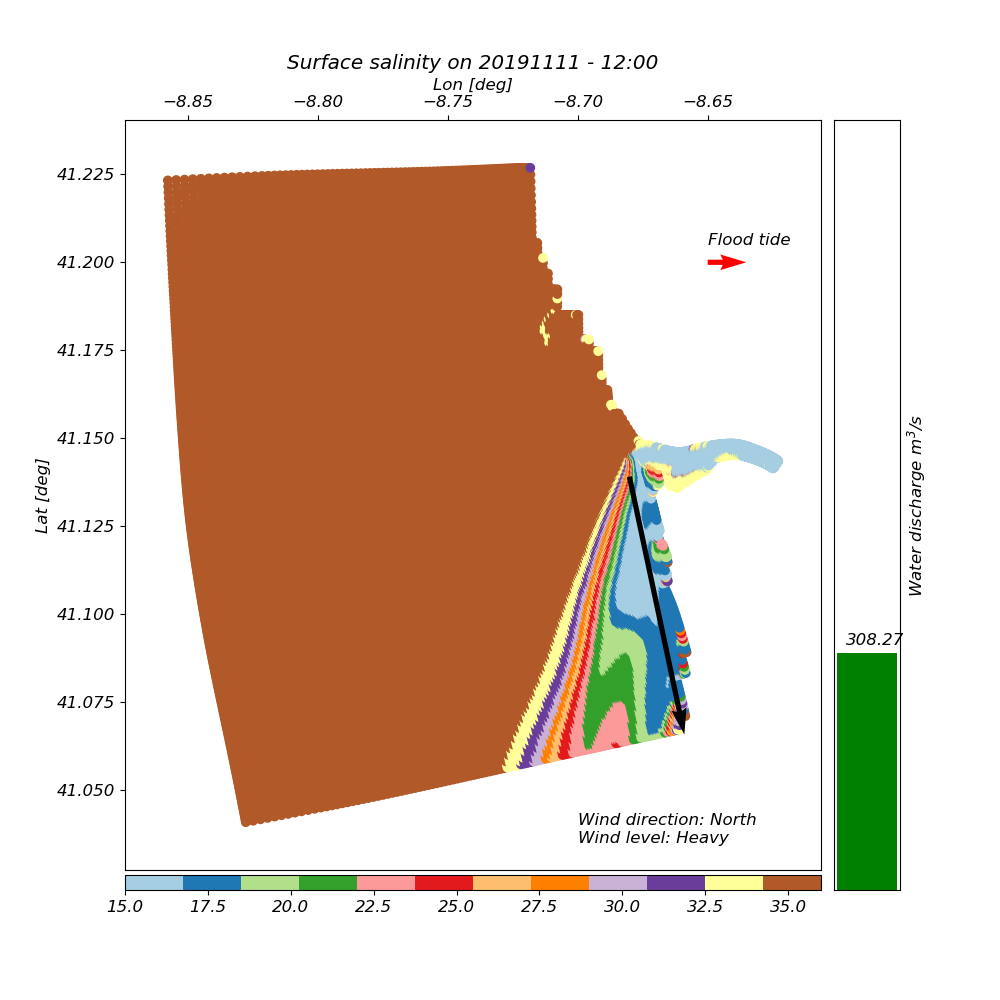 Surface salinity on 20191111 - 12:00
Lon [deg]
−8.85 −8.80 −8.75 −8.70 −8.65
41.225
41.200
41.175
41.150
41.125
41.100
41.075
41.050
Lat [deg]
Flood tide
Wind direction: North
Wind level: Heavy
308.27
Water discharge m³/s
15.0 17.5 20.0 22.5 25.0 27.5 30.0 32.5 35.0